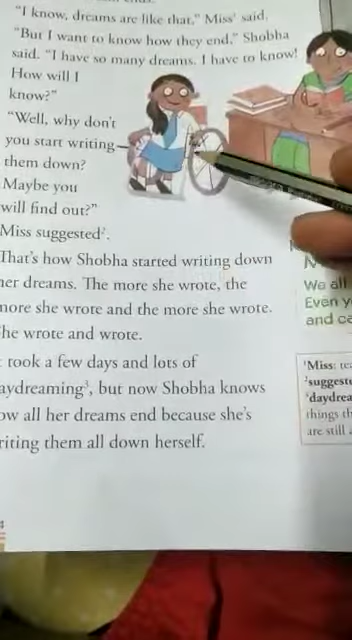 "I know, dreams are like that," Miss¹ said.
"But I want to know how they end," Shobha
said. "I have so many dreams. I have to know!
How will I
know?"
"Well, why don't
you start writing
them down?
Maybe you
will find out?"
Miss suggested².
That's how Shobha started writing down
her dreams. The more she wrote, the
more she wrote and the more she wrote.
She wrote and wrote.
took a few days and lots of
daydreaming³, but now Shobha knows
how all her dreams end because she's
writing them all down herself.
We all
Even y
and ca
¹Miss: tea
²suggeste
³daydrea
things th
are still